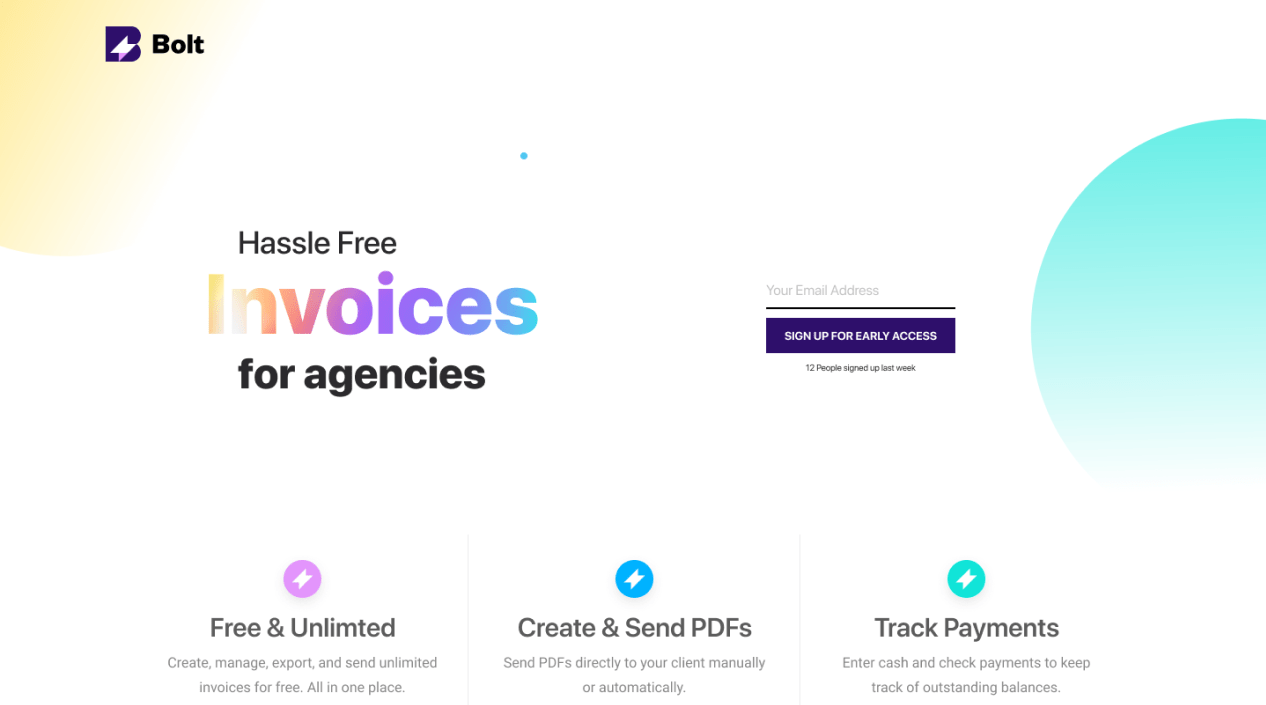 Bolt
Hassle Free
Invoices
for agencies
Your Email Address
SIGN UP FOR EARLY ACCESS
12 People signed up last week
Free & Unlimted
Create, manage, export, and send unlimited
invoices for free. All in one place.
Create & Send PDFs
Send PDFs directly to your client manually
or automatically.
Track Payments
Enter cash and check payments to keep
track of outstanding balances.